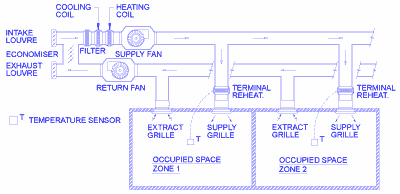 COOLING
COIL
HEATING
COIL
INTAKE
LOUVRE
FILTER
SUPPLY FAN
ECONOMISER
EXHAUST
LOUVRE
RETURN FAN
TERMINAL
REHEAT.
TERMINAL
REHEAT.
T TEMPERATURE SENSOR
EXTRACT
GRILLE
SUPPLY
GRILLE
T
EXTRACT
GRILLE
SUPPLY
GRILLE
T
OCCUPIED SPACE
ZONE 1
OCCUPIED SPACE
ZONE 2